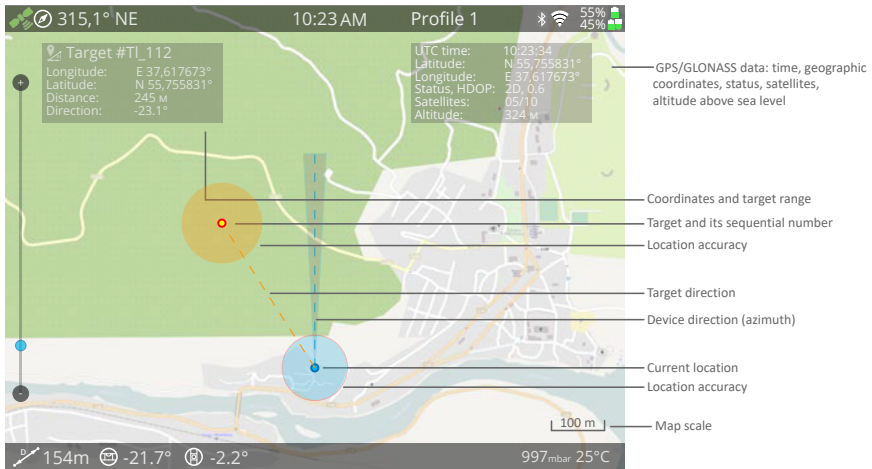 315,1° NE 10:23 AM Profile 1 55%
45%
Target #Tl_112
Longitude: E 37,617673°
Latitude: N 55,755831°
Distance: 245 м
Direction: -23.1°
UTC time: 10:23:34
Latitude: N 55,755831°
Longitude: E 37,617673°
Status, HDOP: 2D, 0.6
Satellites: 05/10
Altitude: 324 м
GPS/GLONASS data: time, geographic
coordinates, status, satellites,
altitude above sea level
+
Coordinates and target range
Target and its sequential number
Location accuracy
Target direction
Device direction (azimuth)
Current location
Location accuracy
-
100 m
Map scale
D 154m -21.7° -2.2° 997mbar 25°C